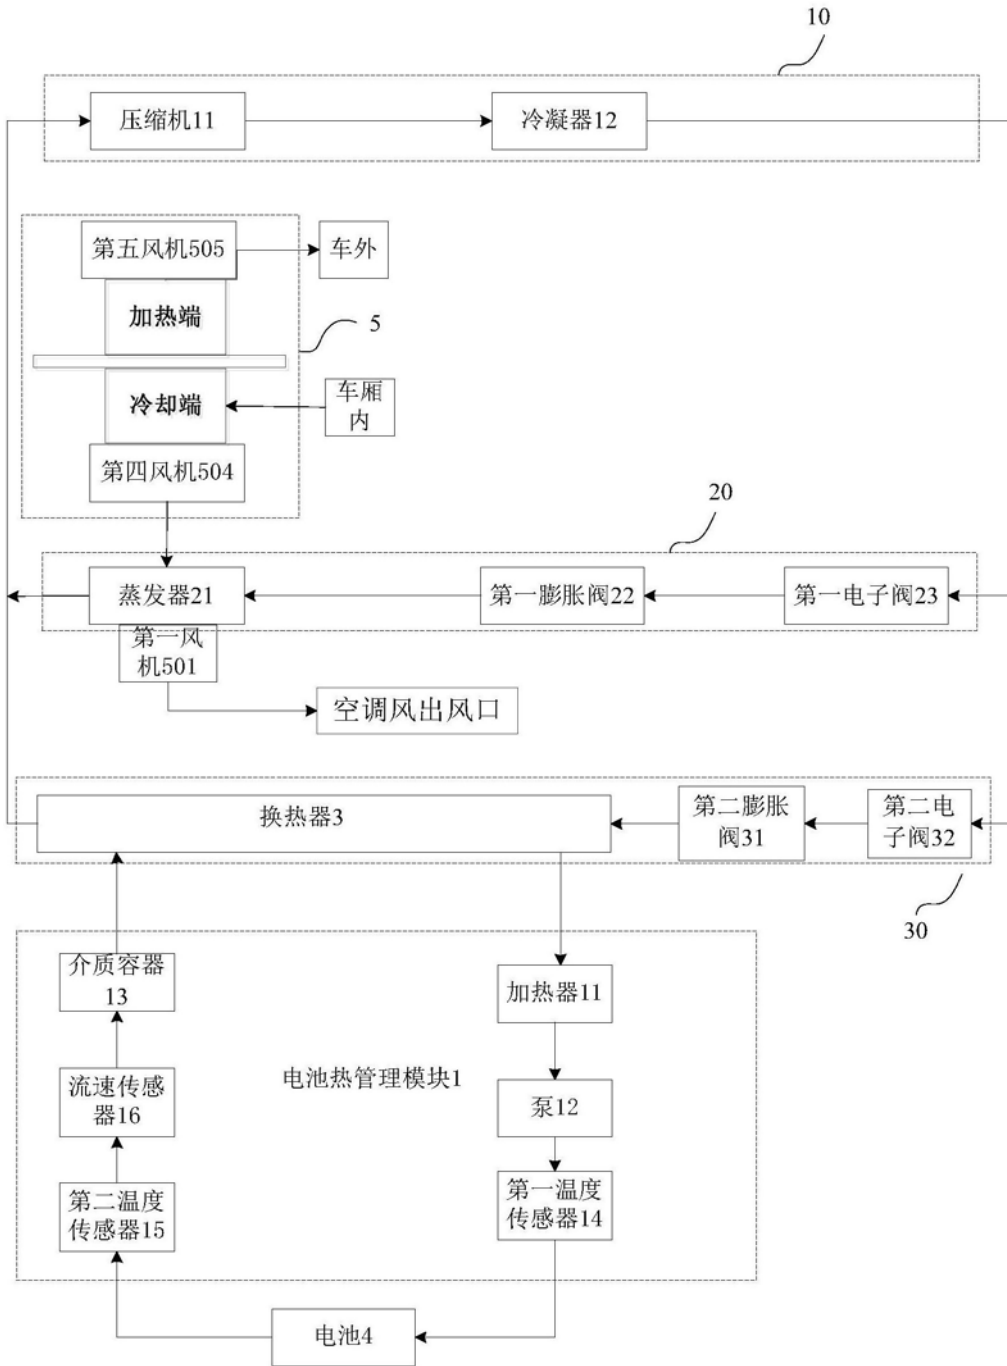 10
压缩机11
冷凝器12
第五风机505
车外
加热端
5
冷却端
车厢
内
第四风机504
20
蒸发器21
第一膨胀阀22
第一电子阀23
第一风
机501
空调风出风口
换热器3
第二膨胀
阀31
第二电
子阀32
30
介质容器
13
加热器11
电池热管理模块1
流速传感
器16
泵12
第二温度
传感器15
第一温度
传感器14
电池4